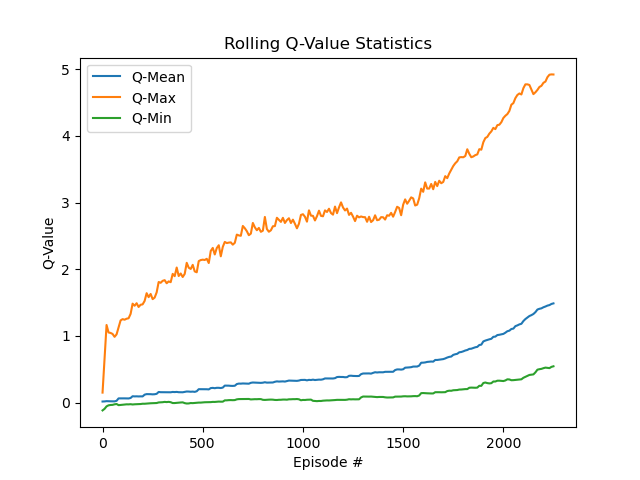 Rolling Q-Value Statistics
Q-Mean
Q-Max
Q-Min
Q-Value
5
4
3
2
1
0
0 500 1000 1500 2000
Episode #